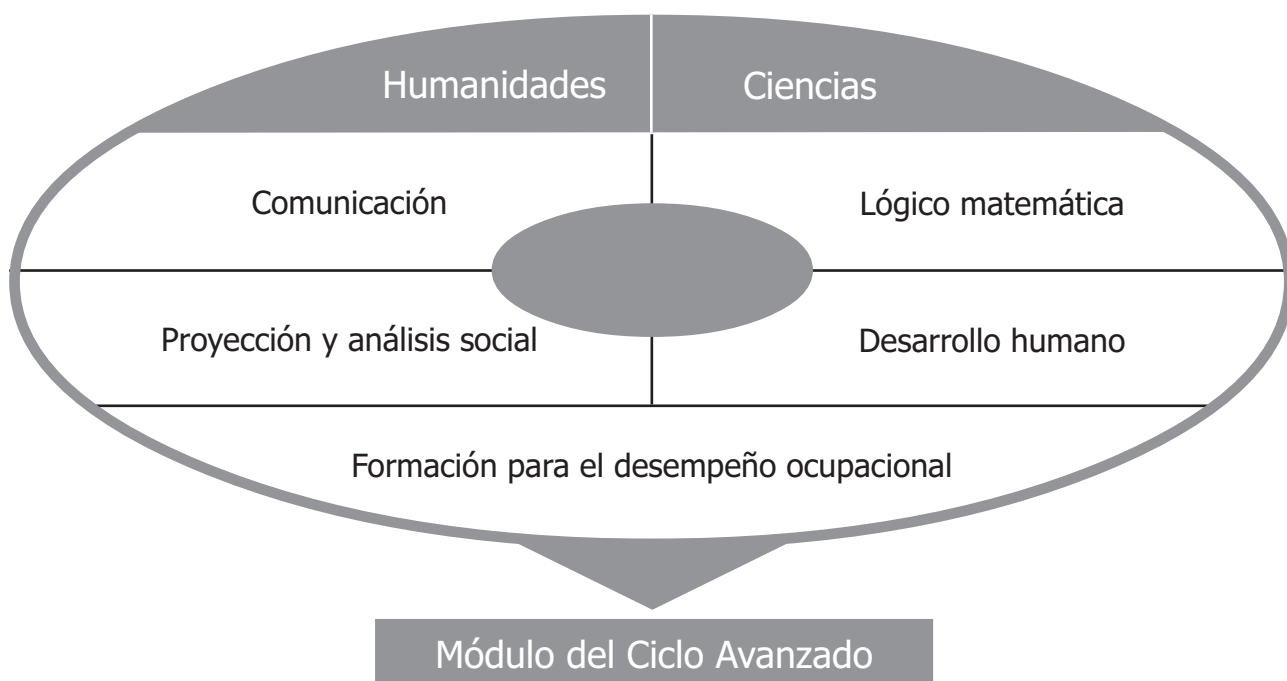 Humanidades
Ciencias
Comunicación
Lógico matemática
Proyección y análisis social
Desarrollo humano
Formación para el desempeño ocupacional
Módulo del Ciclo Avanzado